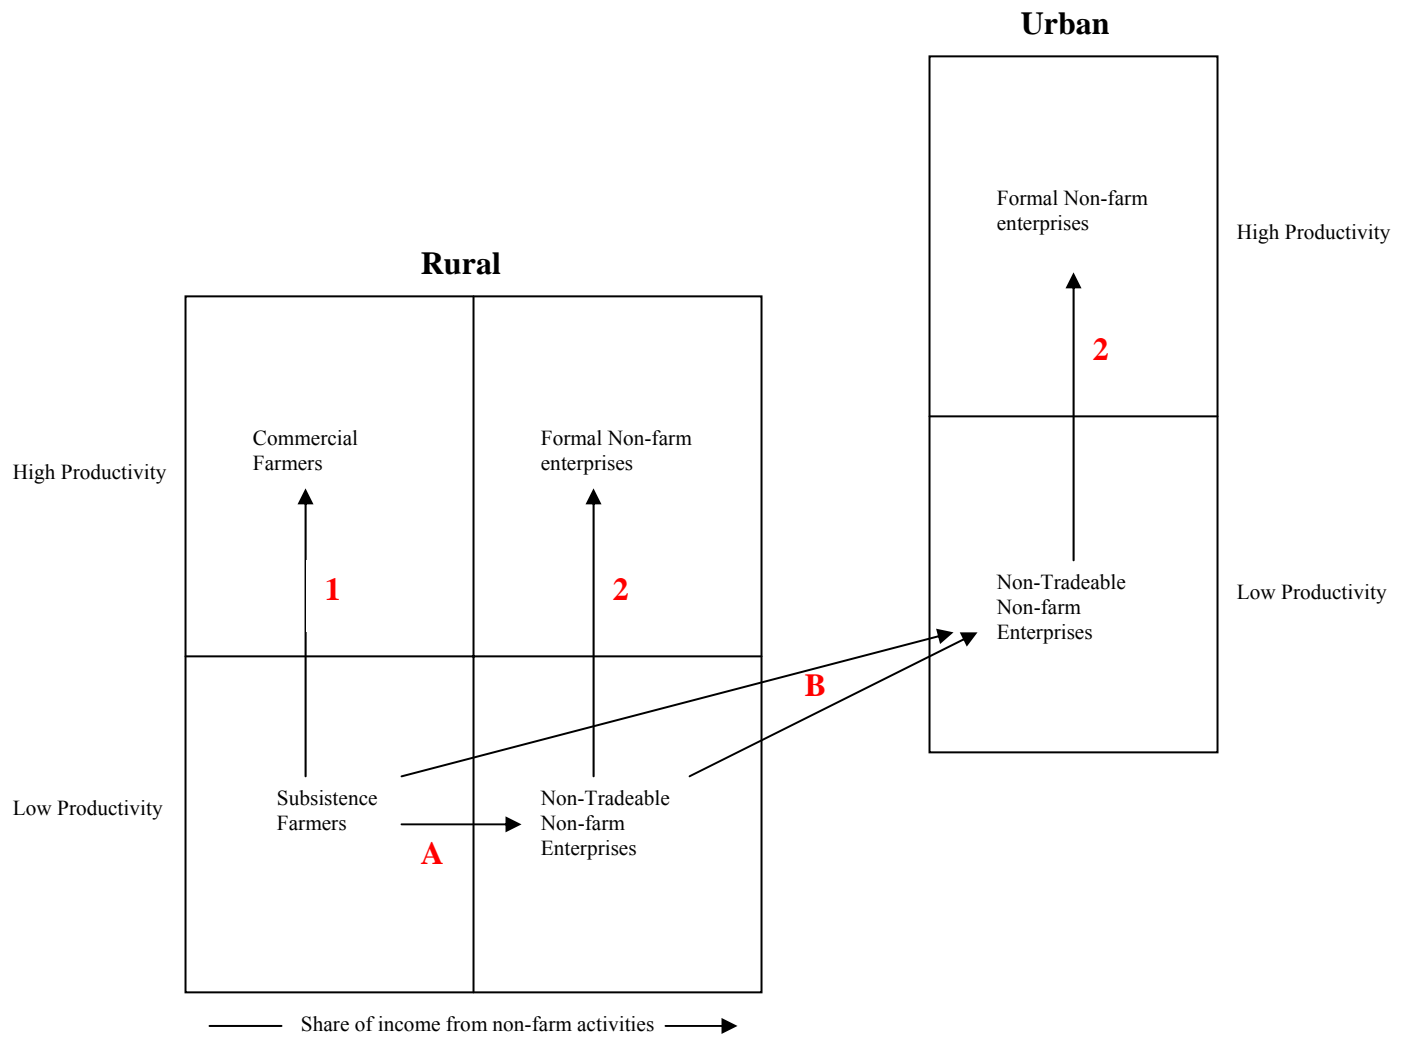 Urban
Formal Non-farm
enterprises
High Productivity
Rural
2
Commercial
Farmers
Formal Non-farm
enterprises
High Productivity
1
2
Non-Tradeable
Non-farm
Enterprises
Low Productivity
B
Low Productivity
Subsistence
Farmers
Non-Tradeable
Non-farm
Enterprises
A
Share of income from non-farm activities